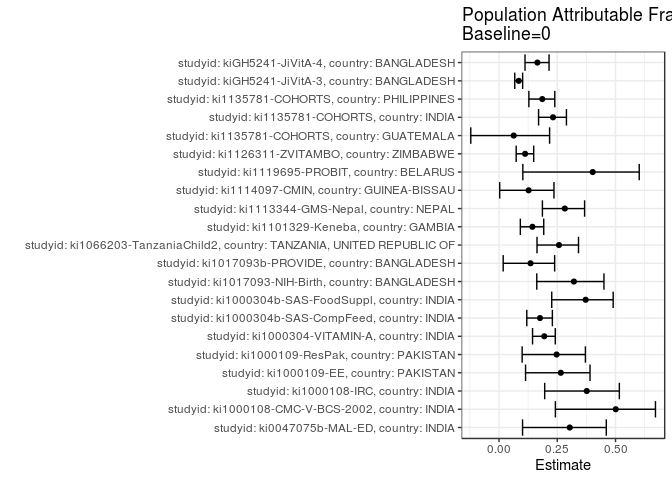 Population Attributable Fra
Baseline=0
studyid: kiGH5241-JiVitA-4, country: BANGLADESH
studyid: kiGH5241-JiVitA-3, country: BANGLADESH
studyid: ki1135781-COHORTS, country: PHILIPPINES
studyid: ki1135781-COHORTS, country: INDIA
studyid: ki1135781-COHORTS, country: GUATEMALA
studyid: ki1126311-ZVITAMBO, country: ZIMBABWE
studyid: ki1119695-PROBIT, country: BELARUS
studyid: ki1114097-CMIN, country: GUINEA-BISSAU
studyid: ki1113344-GMS-Nepal, country: NEPAL
studyid: ki1101329-Keneba, country: GAMBIA
studyid: ki1066203-TanzaniaChild2, country: TANZANIA, UNITED REPUBLIC OF
studyid: ki1017093b-PROVIDE, country: BANGLADESH
studyid: ki1017093-NIH-Birth, country: BANGLADESH
studyid: ki1000304b-SAS-FoodSuppl, country: INDIA
studyid: ki1000304b-SAS-CompFeed, country: INDIA
studyid: ki1000304-VITAMIN-A, country: INDIA
studyid: ki1000109-ResPak, country: PAKISTAN
studyid: ki1000109-EE, country: PAKISTAN
studyid: ki1000108-IRC, country: INDIA
studyid: ki1000108-CMC-V-BCS-2002, country: INDIA
studyid: ki0047075b-MAL-ED, country: INDIA
0.00 0.25 0.50
Estimate